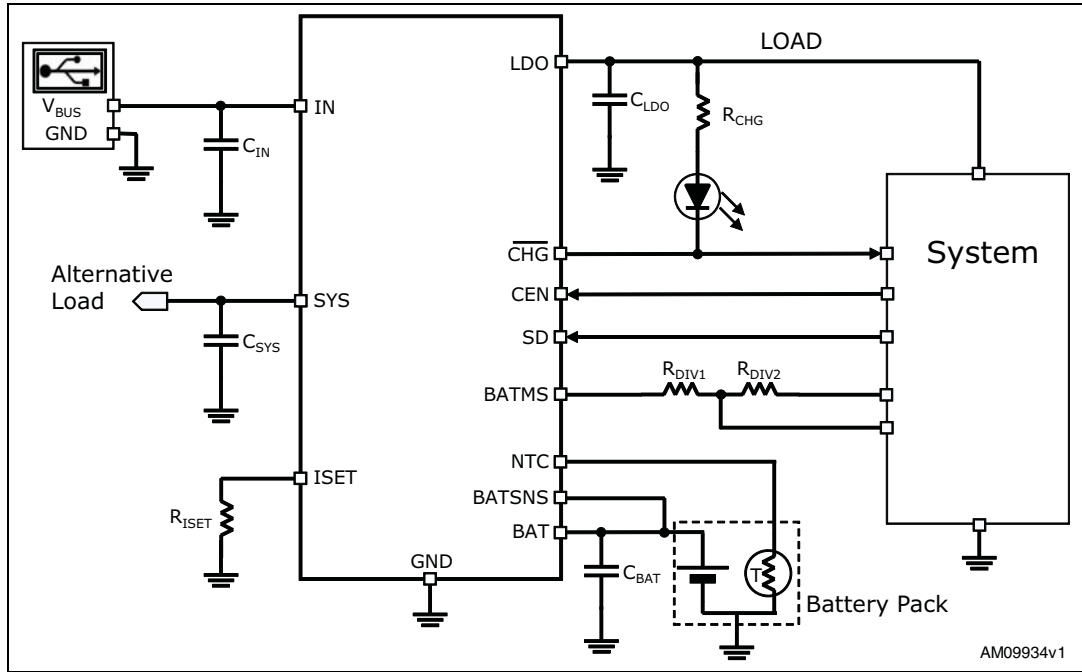 LOAD
LDO
V_BUS
GND
IN
C_IN
C_LDO
R_CHG
CHG
System
Alternative
Load
SYS
C_SYS
CEN
SD
R_DIV1
R_DIV2
BATMS
NTC
ISET
BATSNS
R_ISET
BAT
GND
C_BAT
T
Battery Pack
AM09934v1